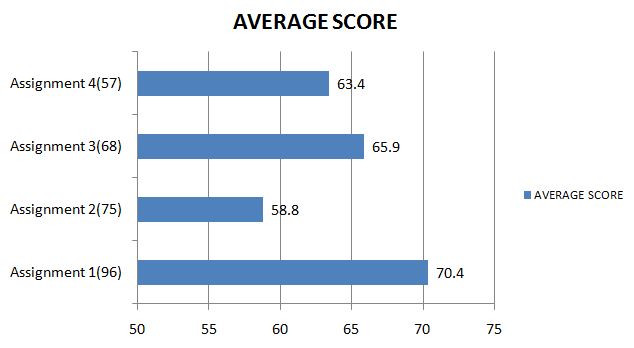 AVERAGE SCORE
Assignment 4(57)
63.4
Assignment 3(68)
65.9
AVERAGE SCORE
Assignment 2(75)
58.8
Assignment 1(96)
70.4
50 55 60 65 70 75